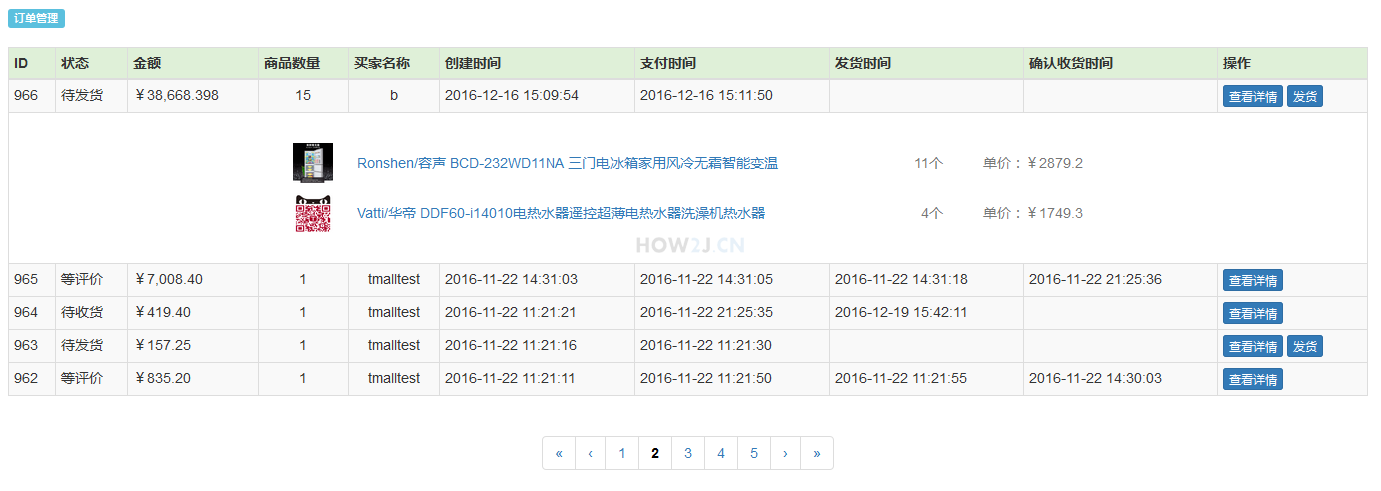 订单管理
ID 状态 金额 商品数量 买家名称 创建时间 支付时间 发货时间 确认收货时间 操作
966 待发货 ￥38,668.398 15 b 2016-12-16 15:09:54 2016-12-16 15:11:50 查看详情 发货
Ronshen/容声 BCD-232WD11NA 三门电冰箱家用风冷无霜智能变温 11个 单价：￥2879.2
Vatti/华帝 DDF60-i14010电热水器遥控超薄电热水器洗澡机热水器 4个 单价：￥1749.3
HOW2J.CN
965 等评价 ￥7,008.40 1 tmalltest 2016-11-22 14:31:03 2016-11-22 14:31:05 2016-11-22 14:31:18 2016-11-22 21:25:36 查看详情
964 待收货 ￥419.40 1 tmalltest 2016-11-22 11:21:21 2016-11-22 21:25:35 2016-12-19 15:42:11 查看详情
963 待发货 ￥157.25 1 tmalltest 2016-11-22 11:21:16 2016-11-22 11:21:30 查看详情 发货
962 等评价 ￥835.20 1 tmalltest 2016-11-22 11:21:11 2016-11-22 11:21:50 2016-11-22 11:21:55 2016-11-22 14:30:03 查看详情
« ‹ 1 2 3 4 5 › »